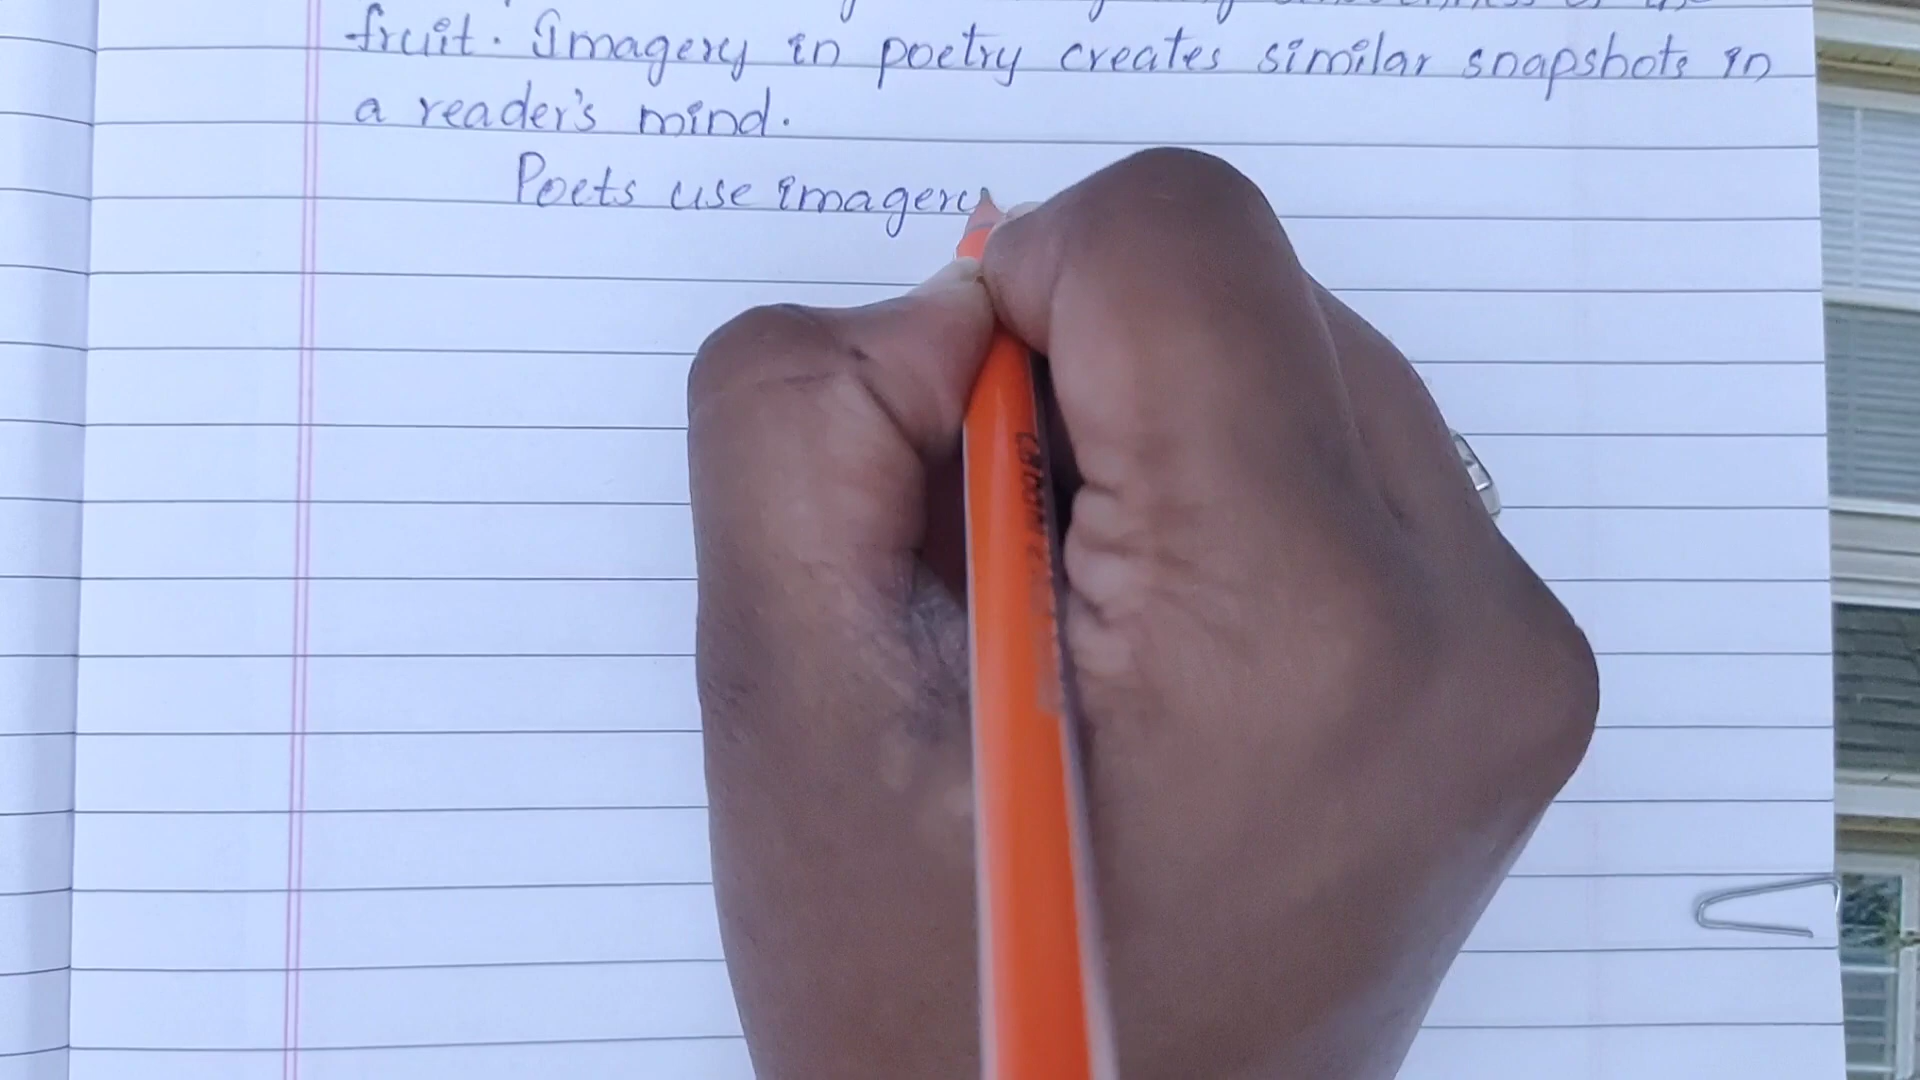 fruit. Imagery in poetry creates similar snapshots in
a reader's mind.
Poets use imagery